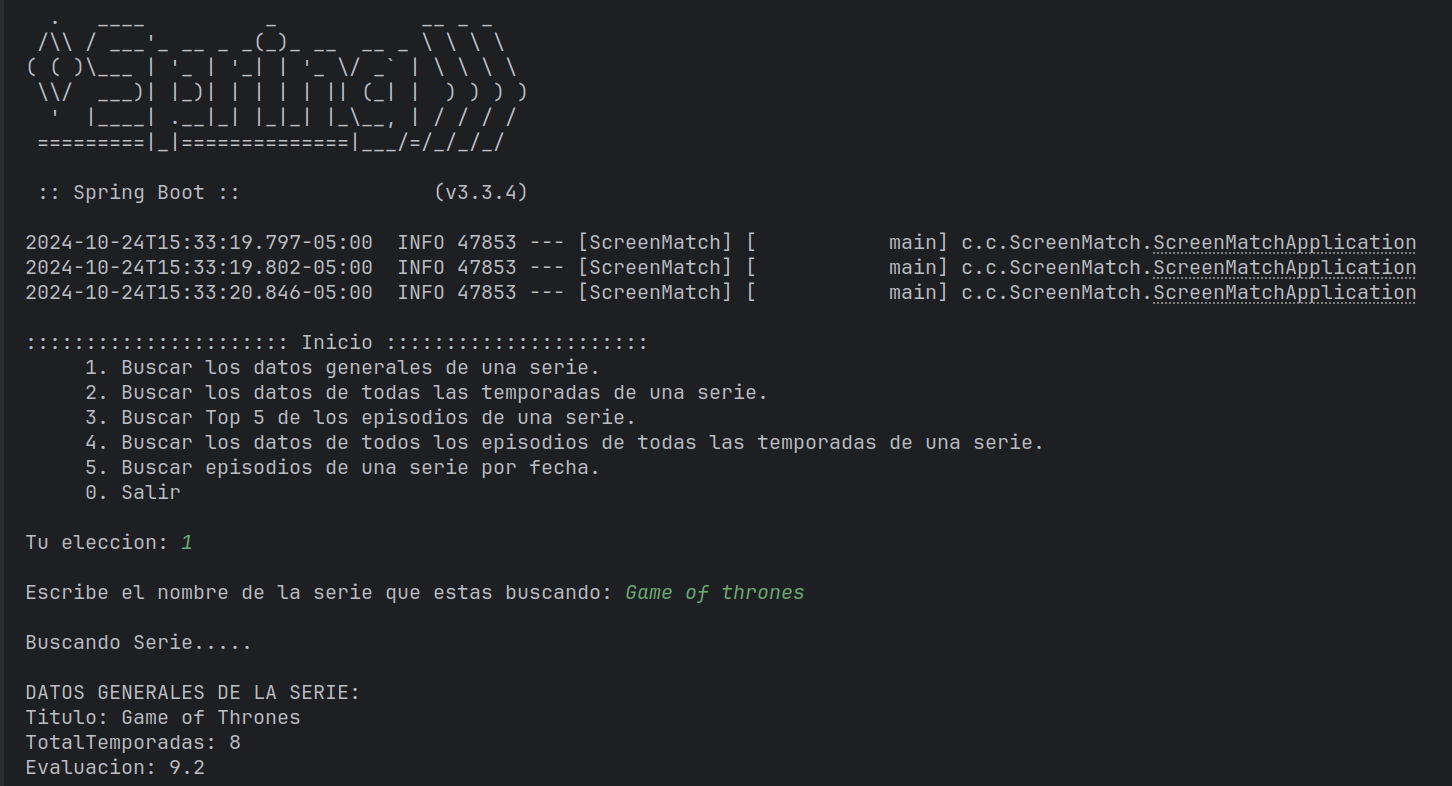 .   ____          _            __ _ _
 /\\ / ___'_ __ _ _(_)_ __  __ _ \ \ \ \
( ( )\___ | '_ | '_| | '_ \/ _` | \ \ \ \
 \\/  ___)| |_)| | | | | || (_| |  ) ) ) )
  '  |____| .__|_| |_|_| |_\__, | / / / /
 =========|_|==============|___/=/_/_/_/
 :: Spring Boot ::                (v3.3.4)
2024-10-24T15:33:19.797-05:00  INFO 47853 --- [ScreenMatch] [           main] c.c.ScreenMatch.ScreenMatchApplication
2024-10-24T15:33:19.802-05:00  INFO 47853 --- [ScreenMatch] [           main] c.c.ScreenMatch.ScreenMatchApplication
2024-10-24T15:33:20.846-05:00  INFO 47853 --- [ScreenMatch] [           main] c.c.ScreenMatch.ScreenMatchApplication
:::::::::::::::::::::: Inicio ::::::::::::::::::::::
     1. Buscar los datos generales de una serie.
     2. Buscar los datos de todas las temporadas de una serie.
     3. Buscar Top 5 de los episodios de una serie.
     4. Buscar los datos de todos los episodios de todas las temporadas de una serie.
     5. Buscar episodios de una serie por fecha.
     0. Salir
Tu eleccion: 1
Escribe el nombre de la serie que estas buscando: Game of thrones
Buscando Serie.....
DATOS GENERALES DE LA SERIE:
Titulo: Game of Thrones
TotalTemporadas: 8
Evaluacion: 9.2